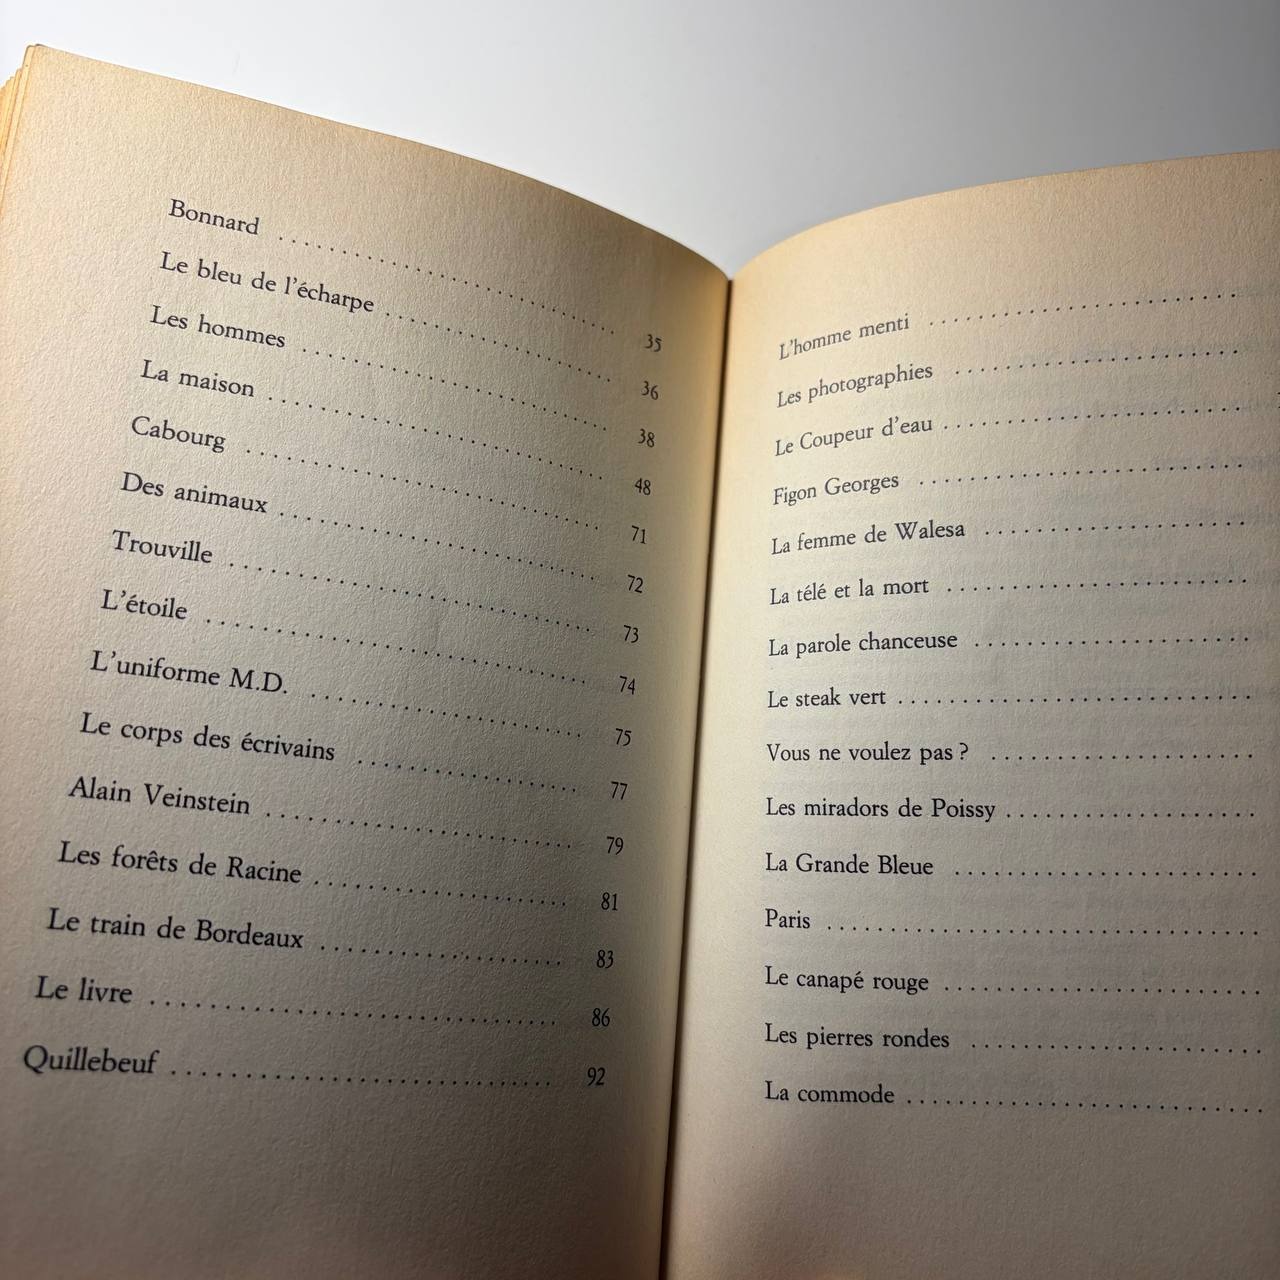 Bonnard .............................. 35
Le bleu de l'écharpe .................... 36
Les hommes .......................... 38
La maison ............................ 48
Cabourg .............................. 71
Des animaux .......................... 72
Trouville .............................. 73
L'étoile .............................. 74
L'uniforme M.D. ...................... 75
Le corps des écrivains .................. 77
Alain Veinstein ........................ 79
Les forêts de Racine .................... 81
Le train de Bordeaux .................... 83
Le livre .............................. 86
Quillebeuf ............................ 92
L'homme menti ........................
Les photographies ......................
Le Coupeur d'eau ......................
Figon Georges ........................
La femme de Walesa ....................
La télé et la mort ......................
La parole chanceuse ....................
Le steak vert ..........................
Vous ne voulez pas ? ....................
Les miradors de Poissy ..................
La Grande Bleue ......................
Paris ................................
Le canapé rouge ........................
Les pierres rondes ......................
La commode ..........................